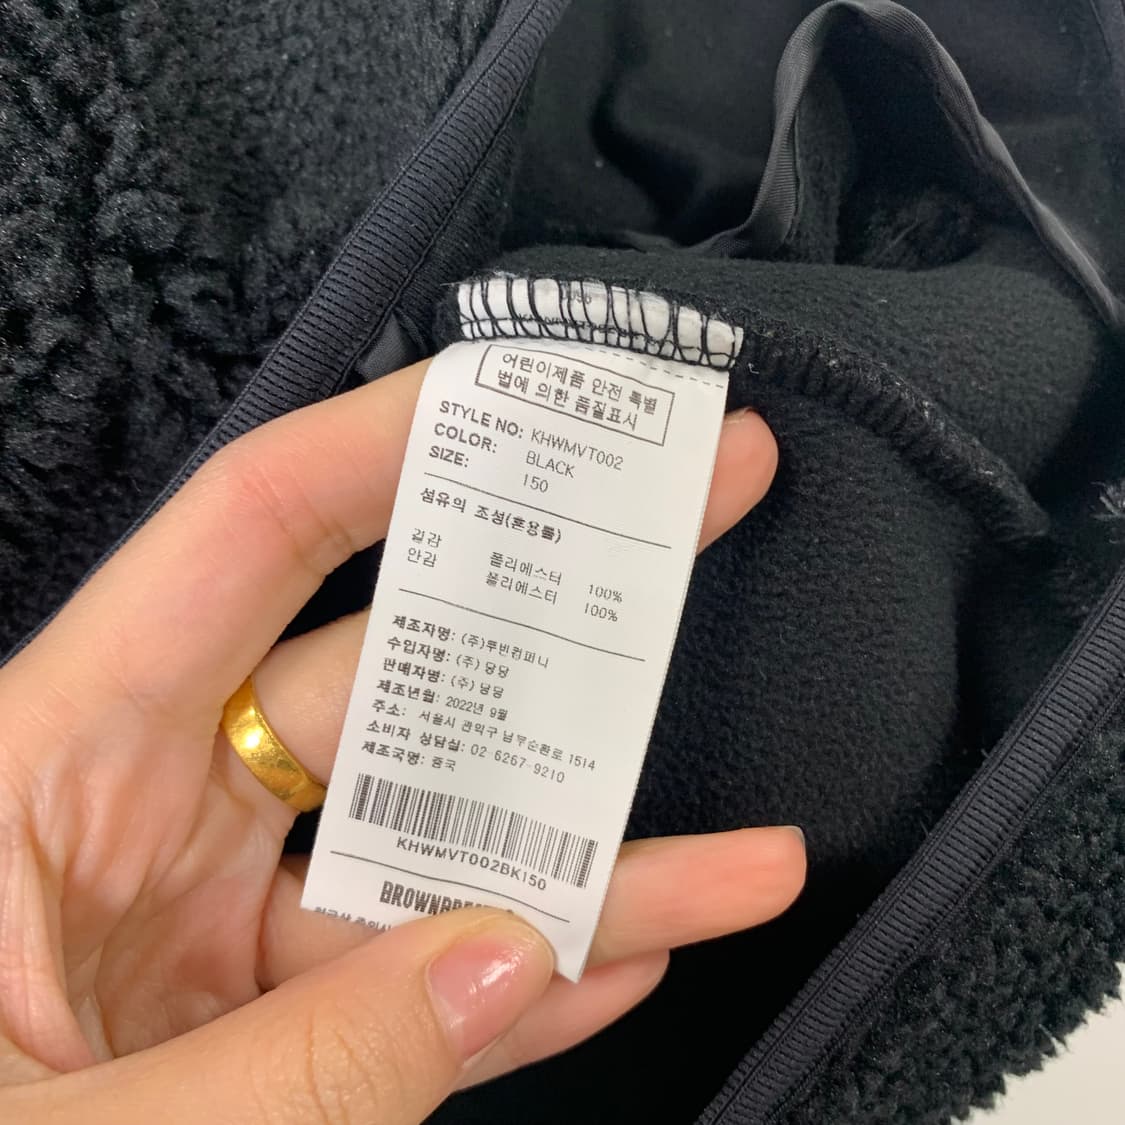 어린이제품 안전 특별
법에 의한 품질표시
STYLE NO: KHWMVT002
COLOR: BLACK
SIZE: 150
섬유의 조성(혼용률)
겉감 폴리에스터 100%
안감 폴리에스터 100%
제조자명: (주)루빈컴퍼니
수입자명: (주)
판매자명: (주)
제조년월: 2022년 9월
주소: 서울시 관악구 남부순환로 1514
소비자 상담실: 02-6267-9210
제조국명: 중국
KHWMVT002BK150